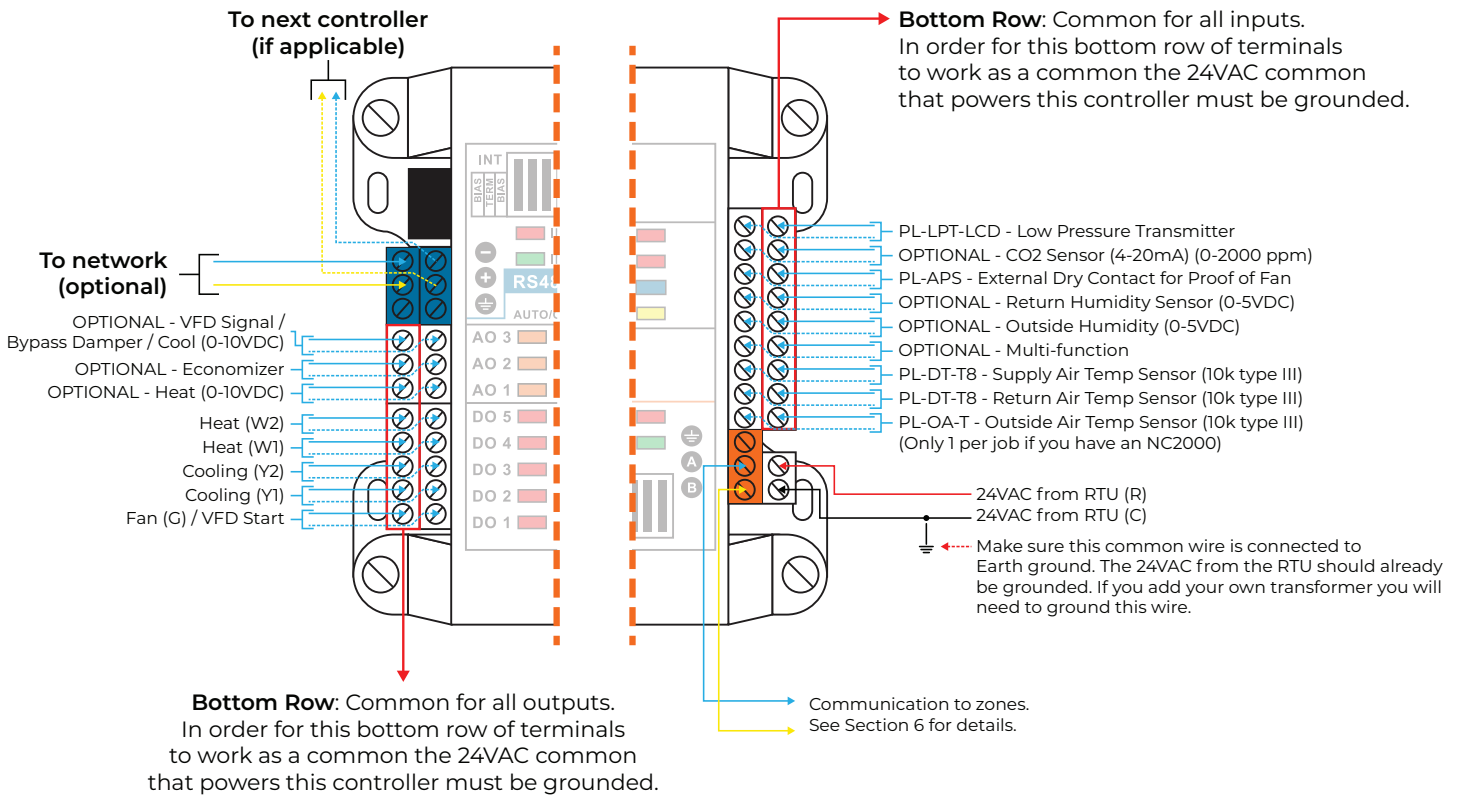 To next controller
(if applicable)
Bottom Row: Common for all inputs.
In order for this bottom row of terminals
to work as a common the 24VAC common
that powers this controller must be grounded.
INT
BIAS
TERM
BIAS
To network
(optional)
RS48
AUTO/
OPTIONAL - VFD Signal /
Bypass Damper / Cool (0-10VDC)
OPTIONAL - Economizer
OPTIONAL - Heat (0-10VDC)
Heat (W2)
Heat (W1)
Cooling (Y2)
Cooling (Y1)
Fan (G) / VFD Start
AO 3
AO 2
AO 1
DO 5
DO 4
DO 3
DO 2
DO 1
PL-LPT-LCD - Low Pressure Transmitter
OPTIONAL - CO2 Sensor (4-20mA) (0-2000 ppm)
PL-APS - External Dry Contact for Proof of Fan
OPTIONAL - Return Humidity Sensor (0-5VDC)
OPTIONAL - Outside Humidity (0-5VDC)
OPTIONAL - Multi-function
PL-DT-T8 - Supply Air Temp Sensor (10k type III)
PL-DT-T8 - Return Air Temp Sensor (10k type III)
PL-OA-T - Outside Air Temp Sensor (10k type III)
(Only 1 per job if you have an NC2000)
A
B
24VAC from RTU (R)
24VAC from RTU (C)
Make sure this common wire is connected to
Earth ground. The 24VAC from the RTU should already
be grounded. If you add your own transformer you will
need to ground this wire.
Communication to zones.
See Section 6 for details.
Bottom Row: Common for all outputs.
In order for this bottom row of terminals
to work as a common the 24VAC common
that powers this controller must be grounded.